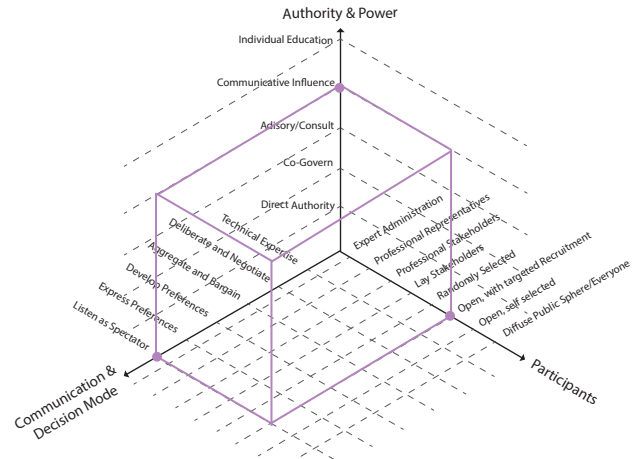 Authority & Power
Individual Education
Communicative Influence
Adisory/Consult
Co-Govern
Direct Authority
Technical Expertise
Deliberate and Negotiate
Aggregate and Bargain
Develop Preferences
Express Preferences
Listen as Spectator
Expert Administration
Professional Representatives
Professional Stakeholders
Lay Stakeholders
Randomly Selected
Open, with targeted Recruitment
Open, self selected
Diffuse Public Sphere/Everyone
Communication &
Decision Mode
Participants